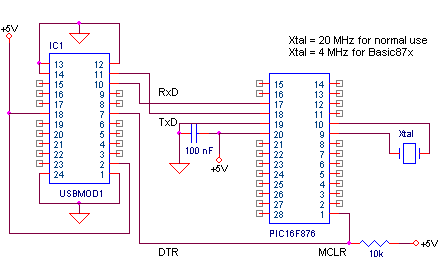 Xtal = 20 MHz for normal use
Xtal = 4 MHz for Basic87x
+5V
IC1
13 12
14 11
15 10
16 9
17 8
18 7
19 6
20 5
21 4
22 3
23 2
24 1
USBMOD1
RxD
TxD
100 nF
+5V
15 14
16 13
17 12
18 11
19 10
20 9
21 8
22 7
23 6
24 5
25 4
26 3
27 2
28 1
PIC16F876
Xtal
DTR
MCLR
10k
+5V